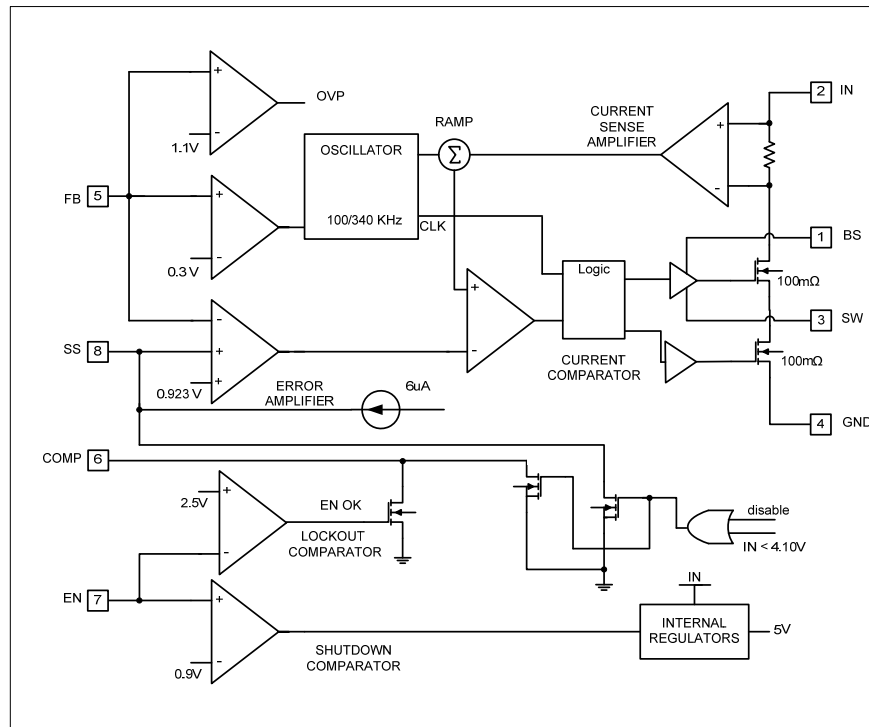 +
OVP
-
1.1V
FB 5
+
-
0.3 V
OSCILLATOR
100/340 KHz
CLK
RAMP
Σ
CURRENT
SENSE
AMPLIFIER
+
-
2 IN
1 BS
100mΩ
3 SW
100mΩ
4 GND
Logic
CURRENT
COMPARATOR
+
-
SS 8
-
+
+
0.923 V
ERROR
AMPLIFIER
6uA
COMP 6
2.5V
+
-
EN OK
LOCKOUT
COMPARATOR
disable
IN < 4.10V
EN 7
+
-
0.9V
SHUTDOWN
COMPARATOR
IN
INTERNAL
REGULATORS
5V